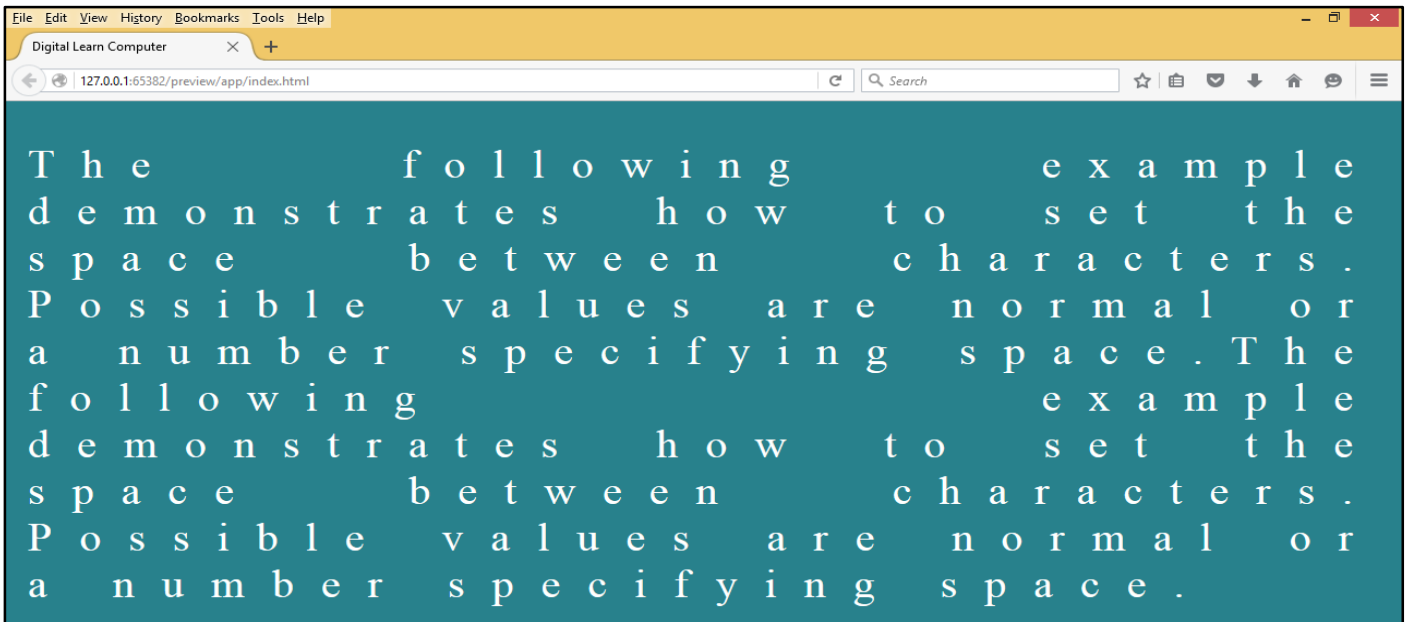 File Edit View History Bookmarks Tools Help
Digital Learn Computer
127.0.0.1:65382/preview/app/index.html Search
The following example
demonstrates how to set the
space between characters.
Possible values are normal or
a number specifying space.The
following example
demonstrates how to set the
space between characters.
Possible values are normal or
a number specifying space.